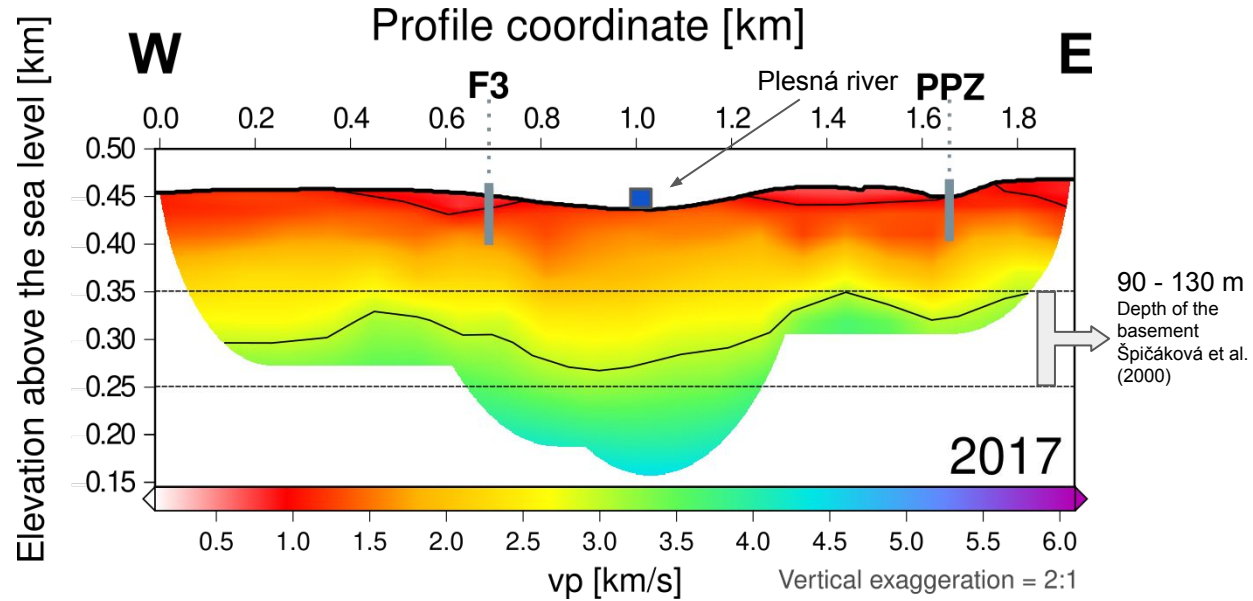 Profile coordinate [km]
W
E
F3
Plesná river
PPZ
0.0 0.2 0.4 0.6 0.8 1.0 1.2 1.4 1.6 1.8
Elevation above the sea level [km]
0.50
0.45
0.40
0.35
0.30
0.25
0.20
0.15
90 - 130 m
Depth of the
basement
Špičáková et al.
(2000)
2017
0.5 1.0 1.5 2.0 2.5 3.0 3.5 4.0 4.5 5.0 5.5 6.0
vp [km/s]
Vertical exaggeration = 2:1